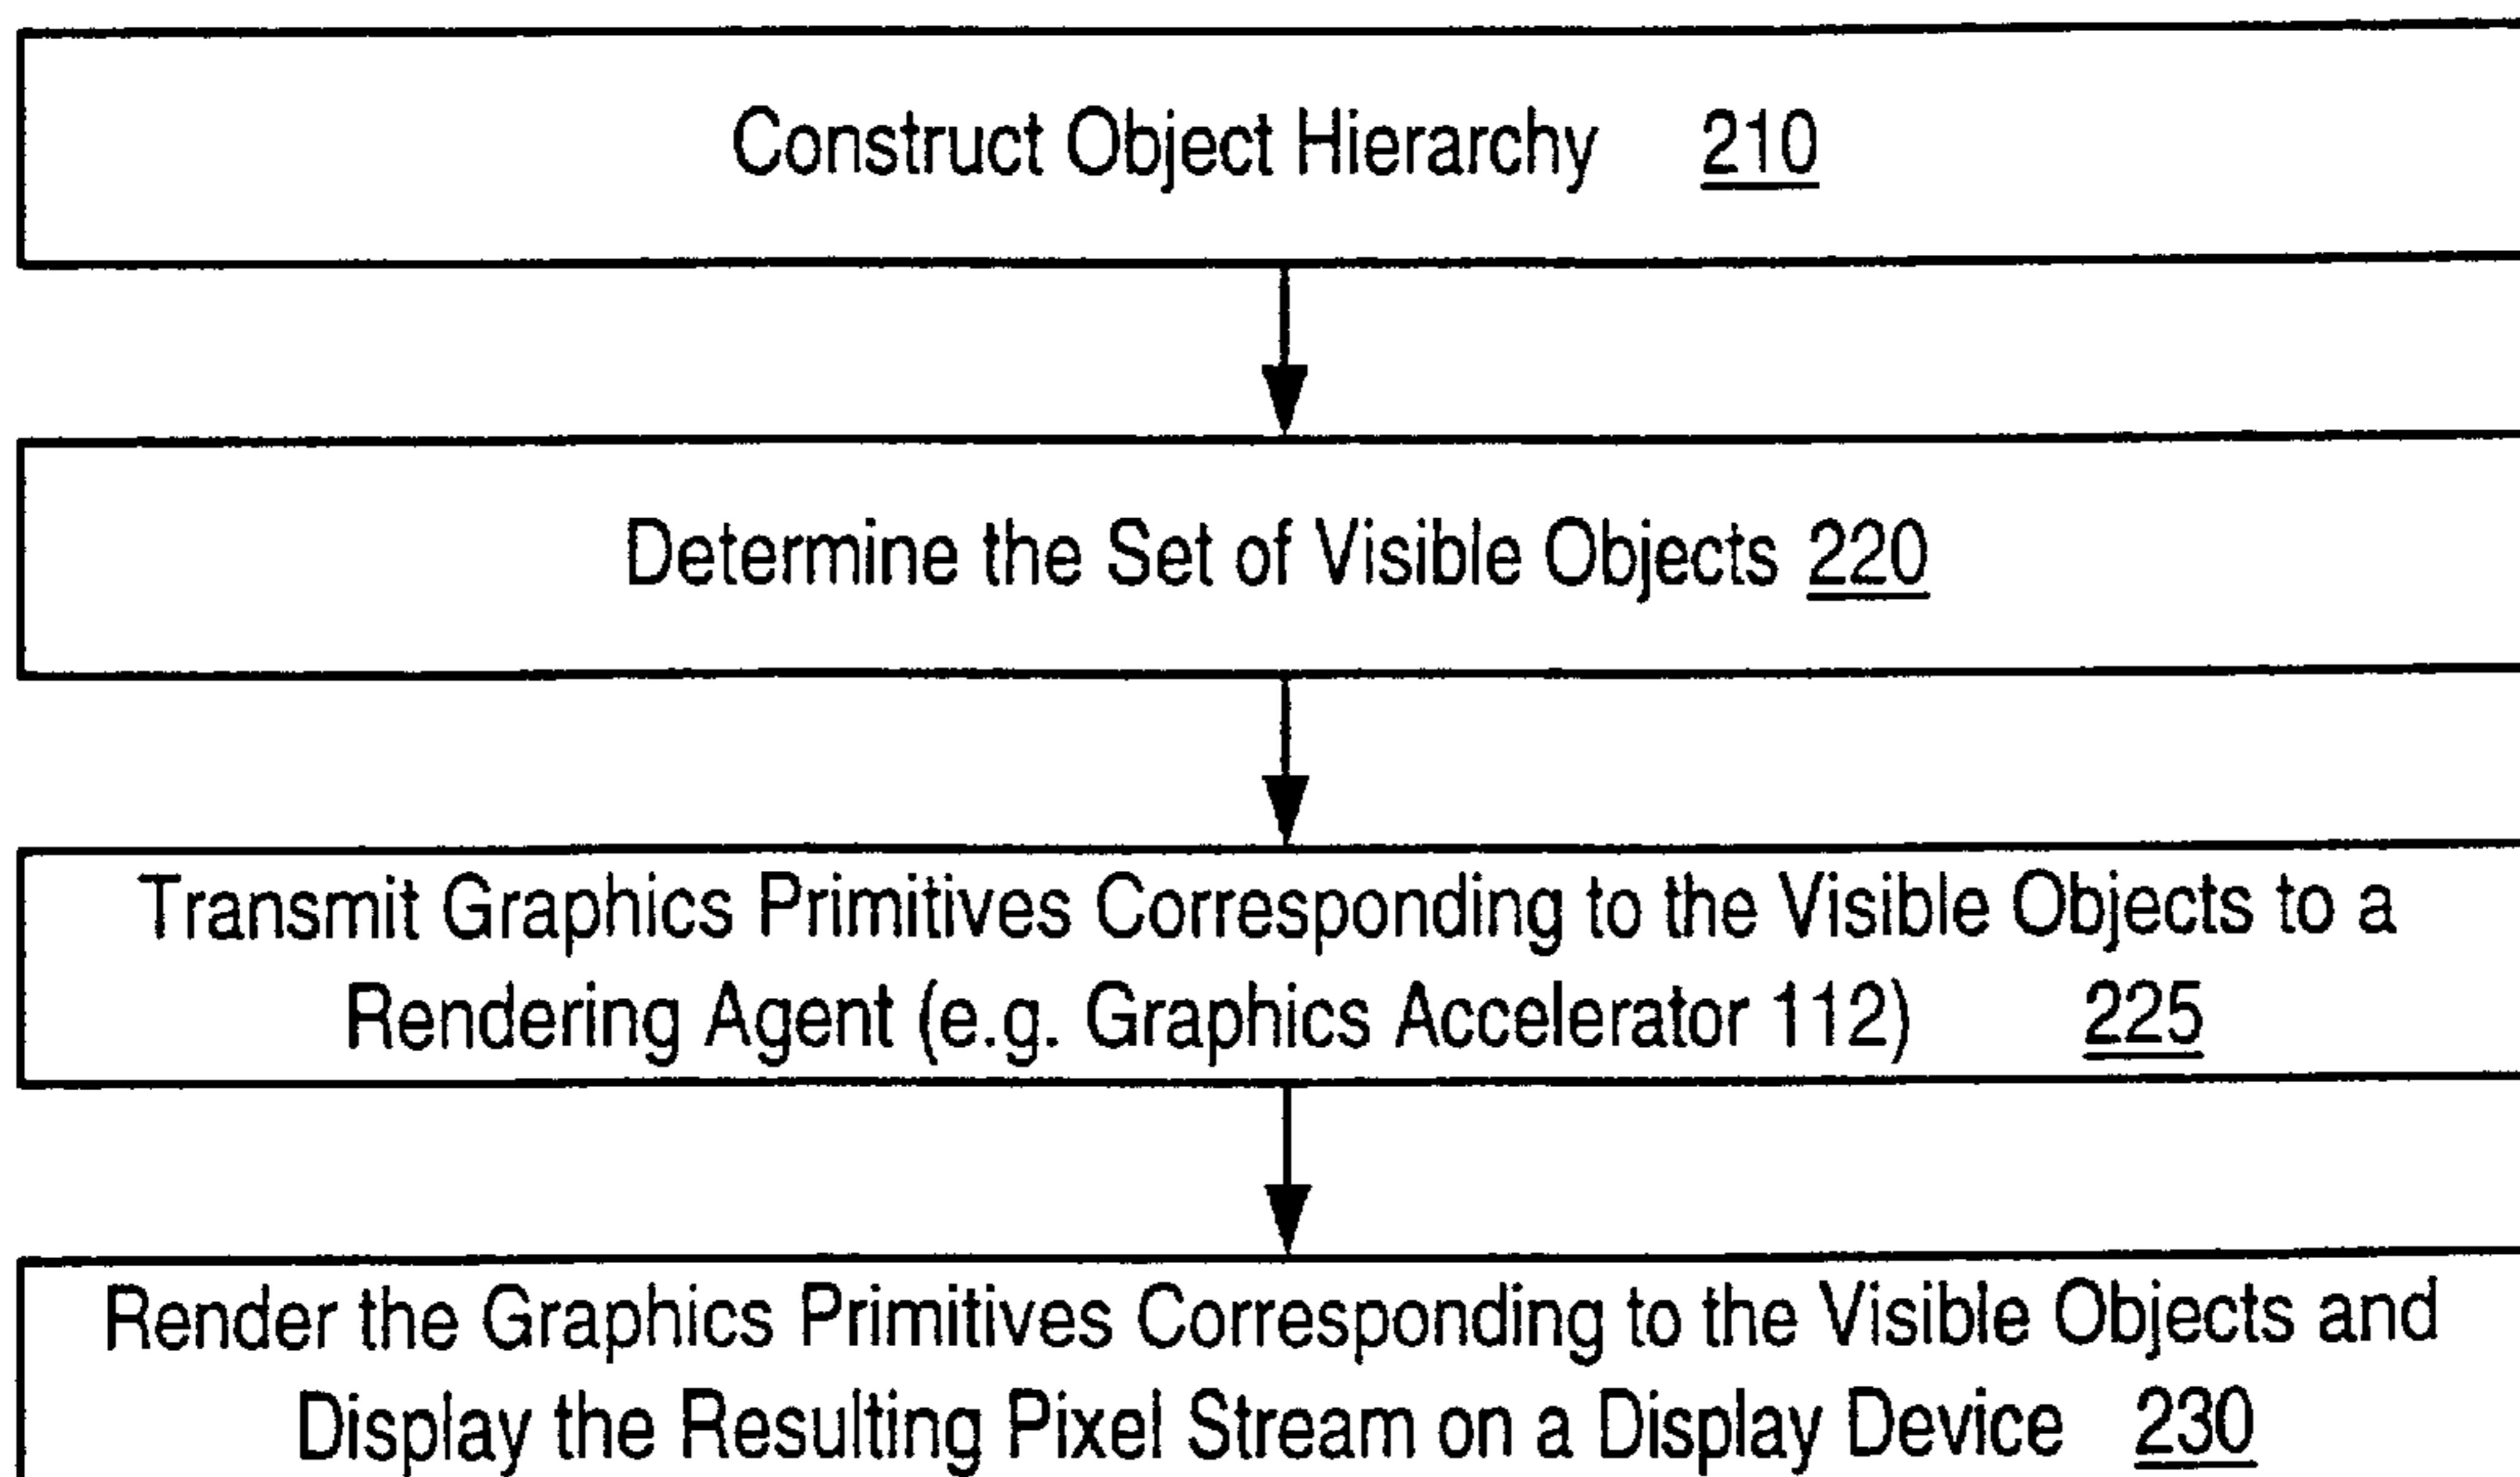 Construct Object Hierarchy 210
Determine the Set of Visible Objects 220
Transmit Graphics Primitives Corresponding to the Visible Objects to a
Rendering Agent (e.g. Graphics Accelerator 112) 225
Render the Graphics Primitives Corresponding to the Visible Objects and
Display the Resulting Pixel Stream on a Display Device 230